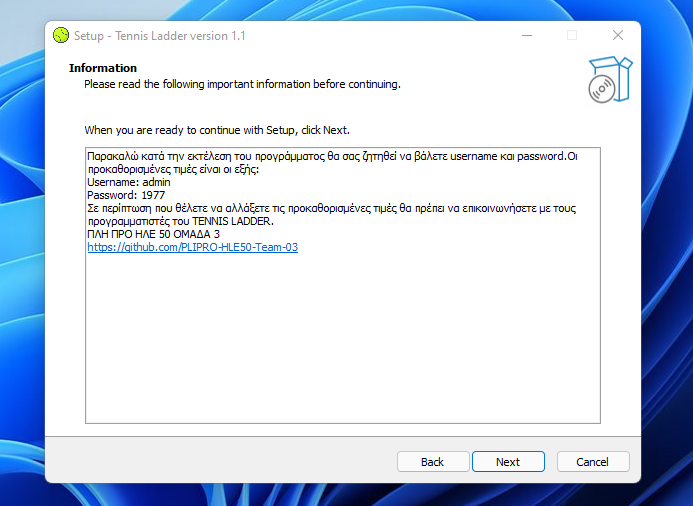 Setup - Tennis Ladder version 1.1
Information
Please read the following important information before continuing.
When you are ready to continue with Setup, click Next.
Παρακαλώ κατά την εκτέλεση του προγράμματος θα σας ζητηθεί να βάλετε username και password.Οι
προκαθορισμένες τιμές είναι οι εξής:
Username: admin
Password: 1977
Σε περίπτωση που θέλετε να αλλάξετε τις προκαθορισμένες τιμές θα πρέπει να επικοινωνήσετε με τους
προγραμματιστές του TENNIS LADDER.
ΠΛΗ ΠΡΟ ΗΛΕ 50 ΟΜΑΔΑ 3
https://github.com/PLIPRO-HLE50-Team-03
Back
Next
Cancel